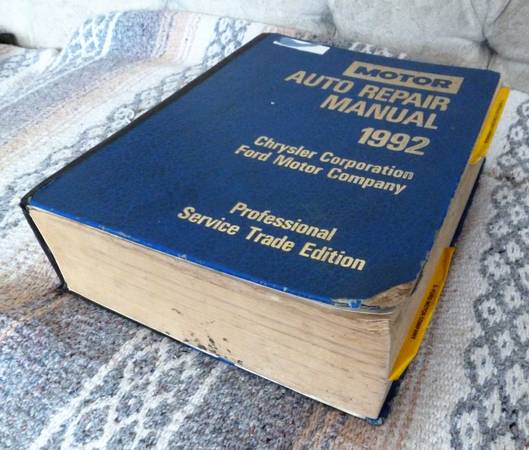 MOTOR
AUTO REPAIR
MANUAL
1992
Chrysler Corporation
Ford Motor Company
Professional
Service Trade Edition